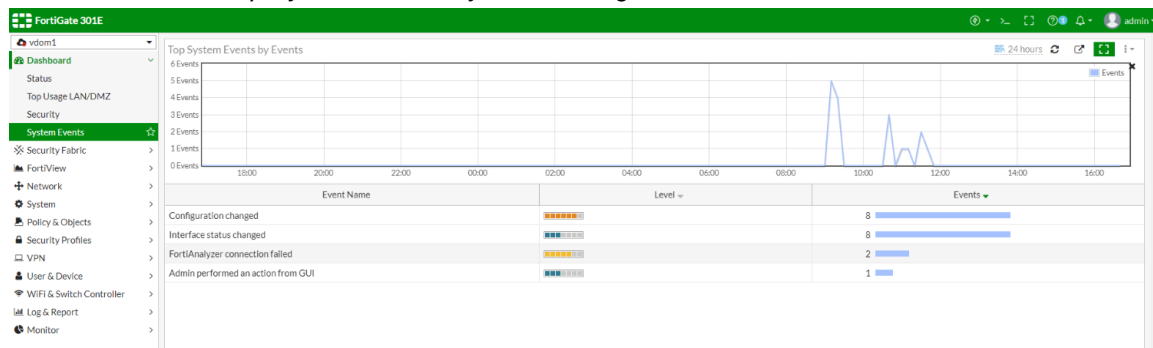 FortiGate 301E
admin
vdom1
Dashboard
Status
Top Usage LAN/DMZ
Security
System Events
Security Fabric
FortiView
Network
System
Policy & Objects
Security Profiles
VPN
User & Device
WiFi & Switch Controller
Log & Report
Monitor
Top System Events by Events
24 hours
Events
6 Events
5 Events
4 Events
3 Events
2 Events
1 Events
0 Events
18:00 20:00 22:00 00:00 02:00 04:00 06:00 08:00 10:00 12:00 14:00 16:00
Event Name Level Events
Configuration changed 8
Interface status changed 8
FortiAnalyzer connection failed 2
Admin performed an action from GUI 1